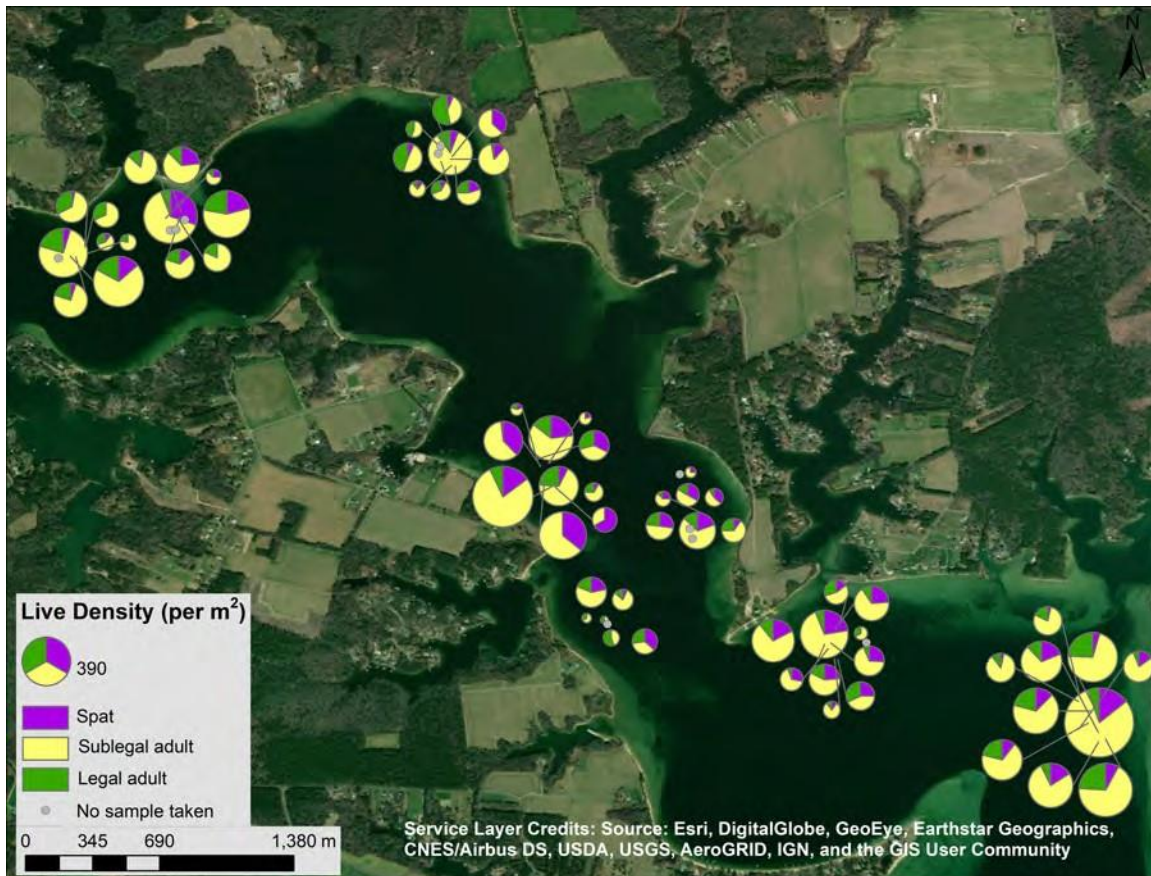 N
Live Density (per m²)
390
Spat
Sublegal adult
Legal adult
No sample taken
0 345 690 1,380 m
Service Layer Credits: Source: Esri, DigitalGlobe, GeoEye, Earthstar Geographics,
CNES/Airbus DS, USDA, USGS, AeroGRID, IGN, and the GIS User Community